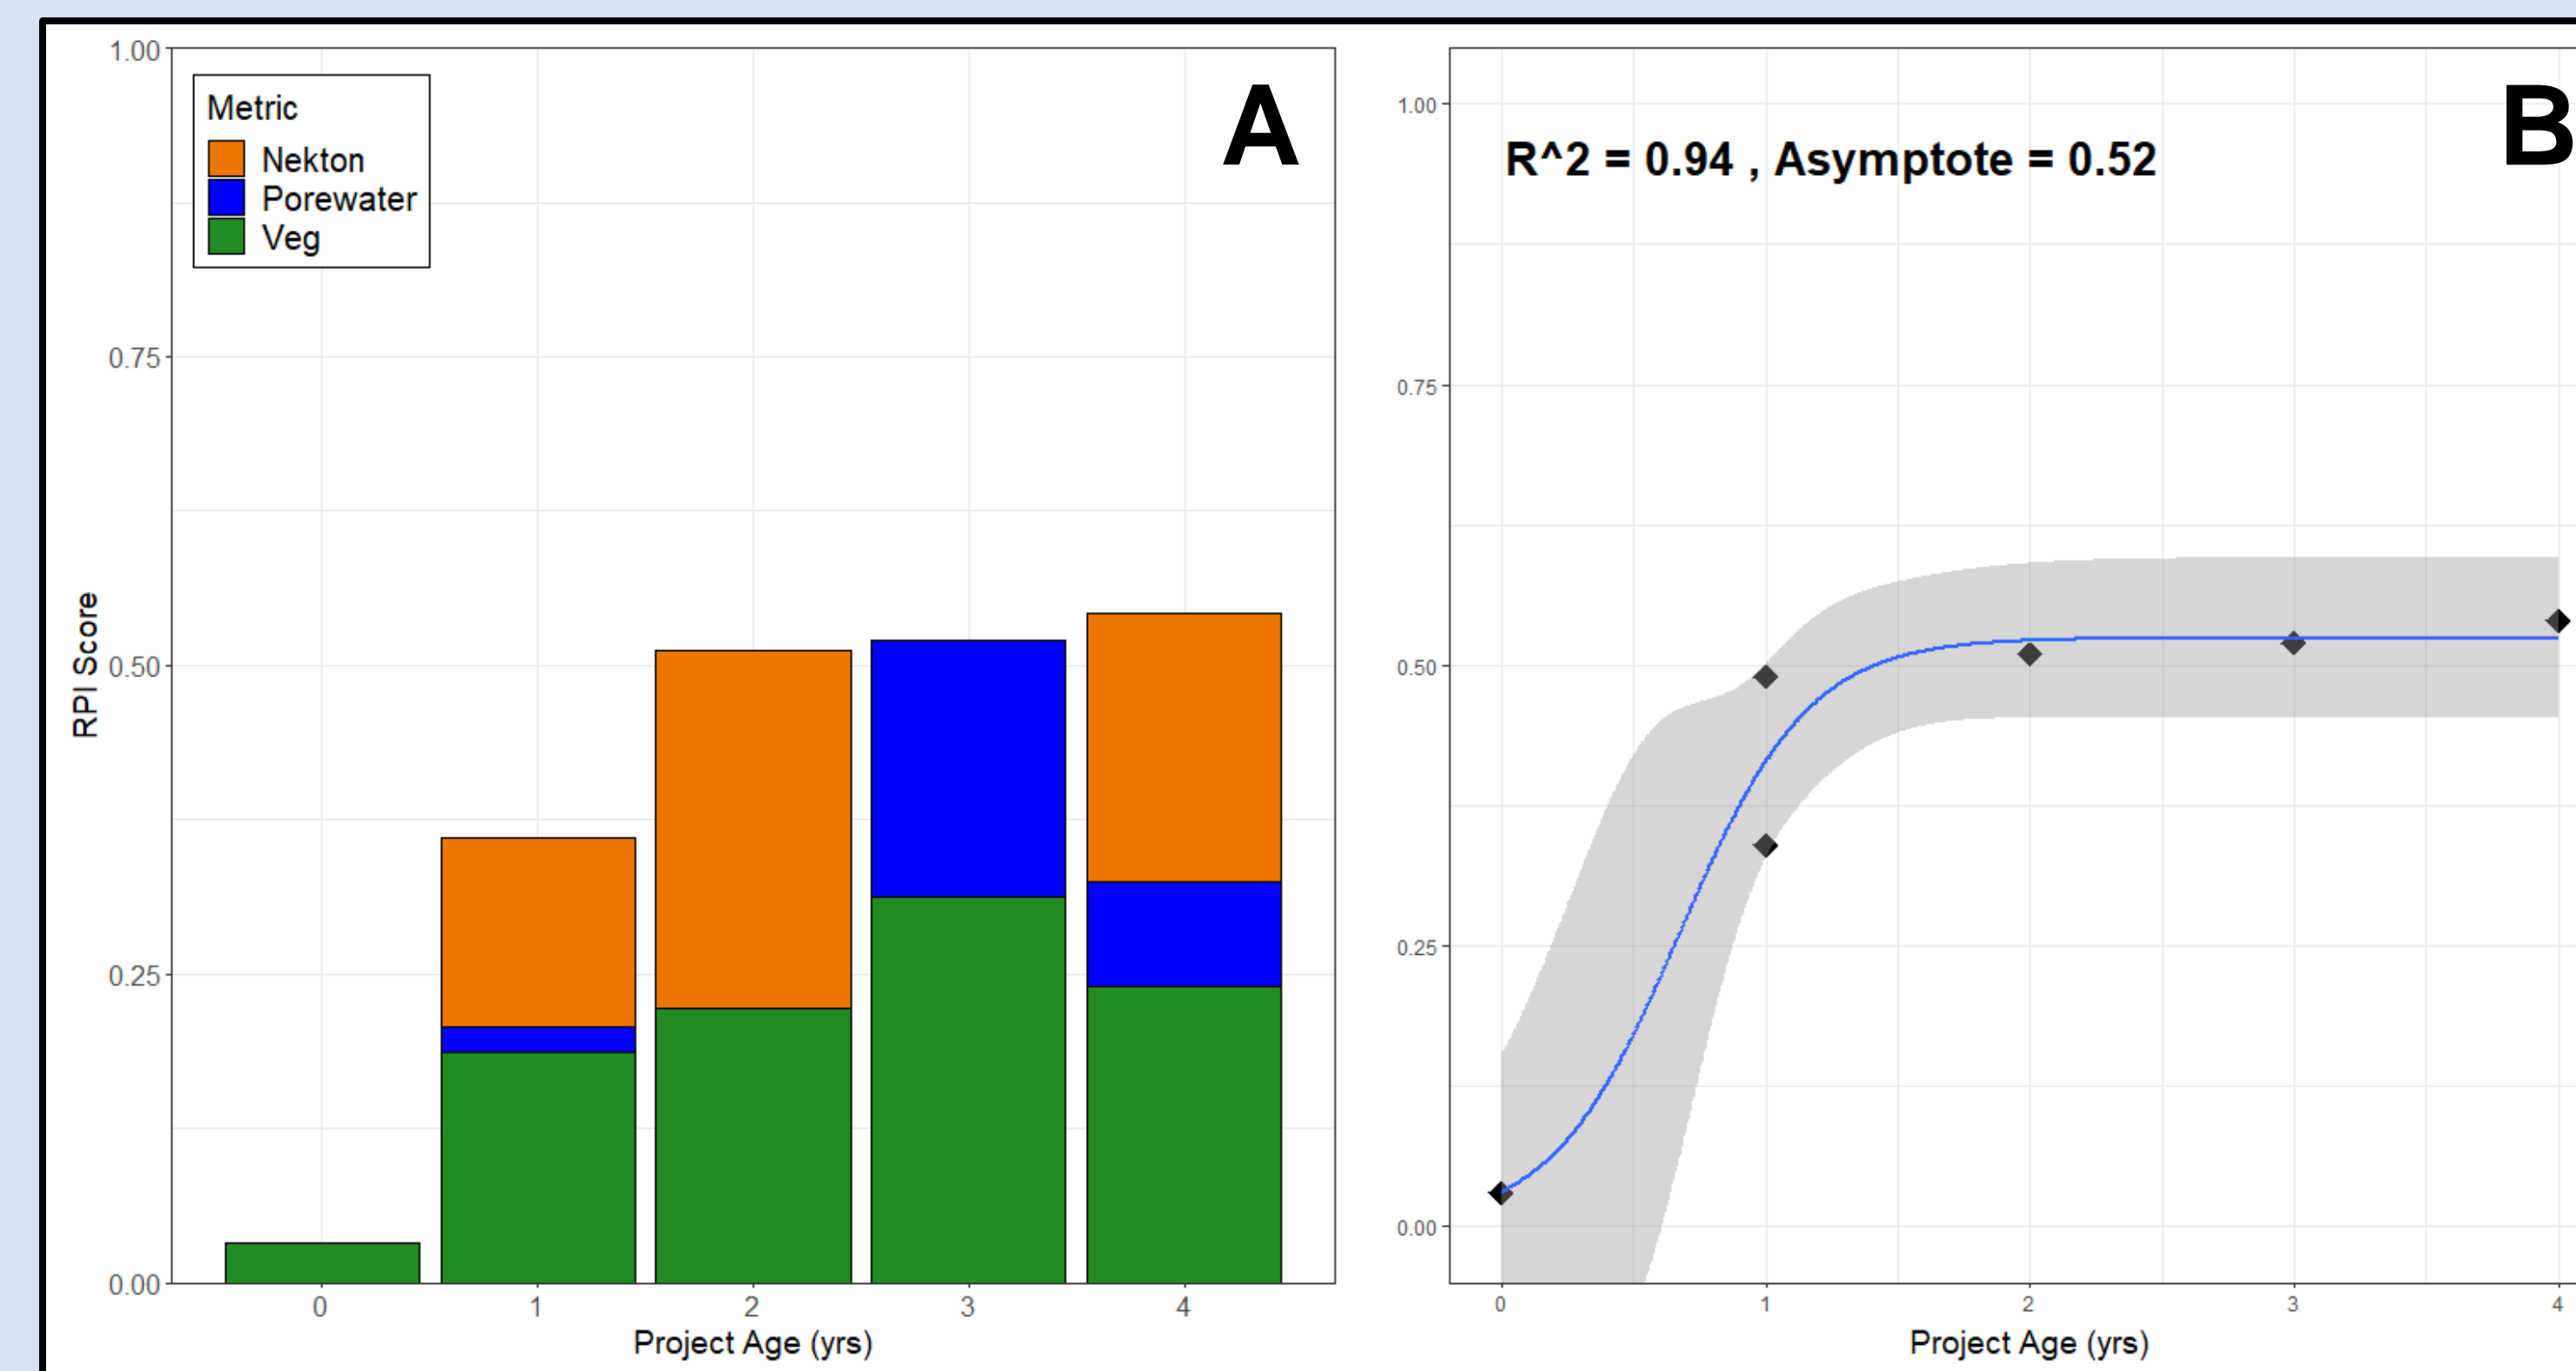 A
Metric
Nekton
Porewater
Veg
1.00
0.75
0.50
0.25
0.00
RPI Score
0 1 2 3 4
Project Age (yrs)
B
R^2 = 0.94 , Asymptote = 0.52
1.00
0.75
0.50
0.25
0.00
0 1 2 3 4
Project Age (yrs)